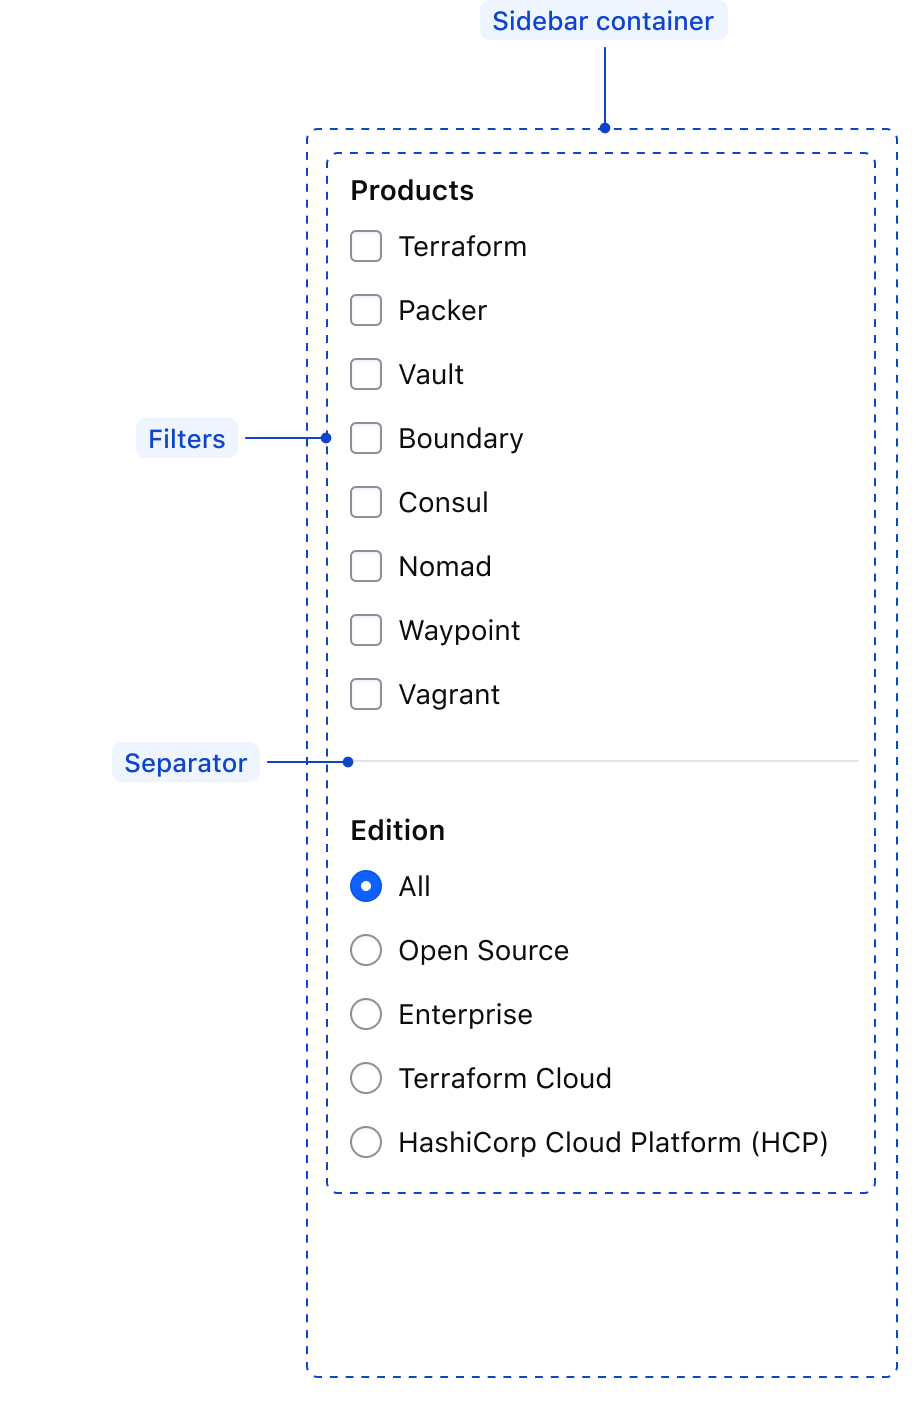 Sidebar container
Products
Terraform
Packer
Vault
Filters
Boundary
Consul
Nomad
Waypoint
Vagrant
Separator
Edition
All
Open Source
Enterprise
Terraform Cloud
HashiCorp Cloud Platform (HCP)